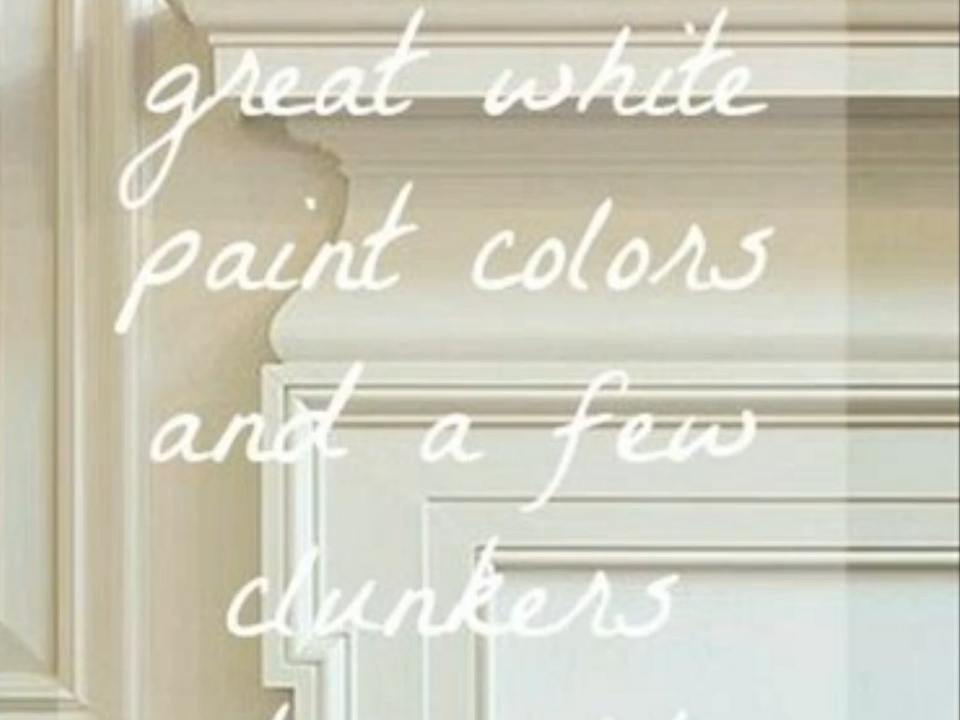 great white
paint colors
and a few
clunkers